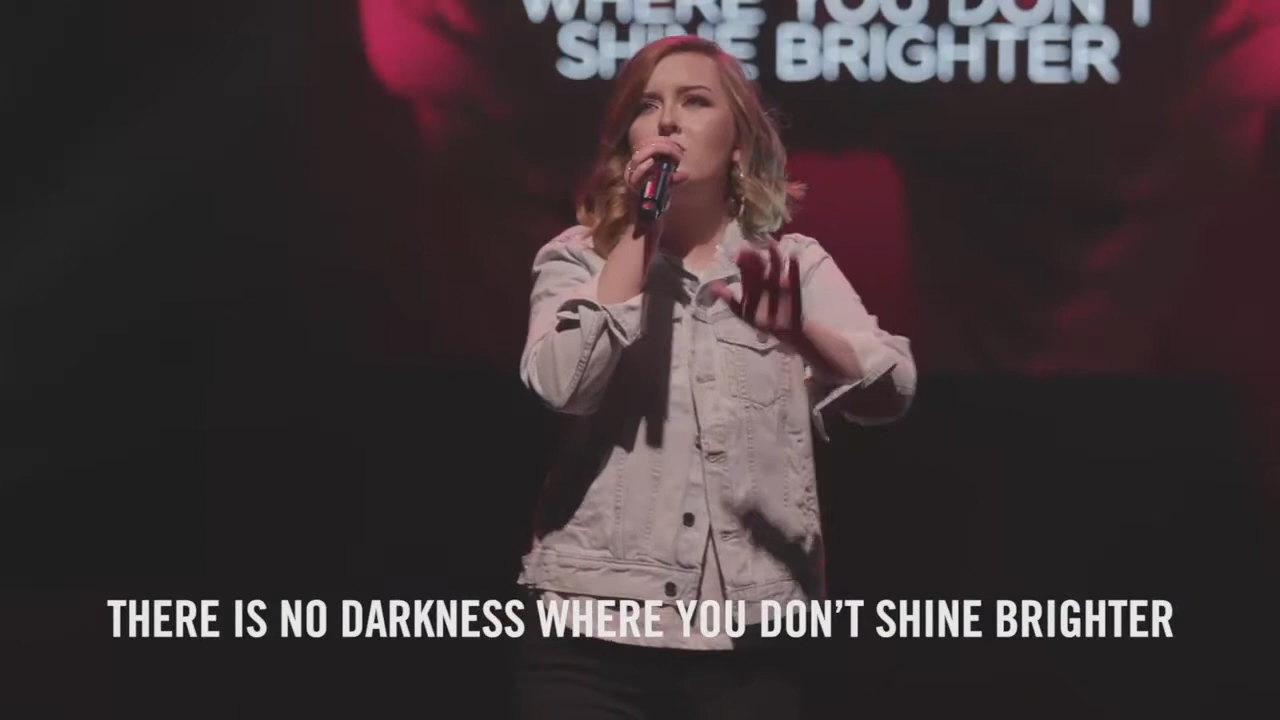 WHERE YOU DON'T
SHINE BRIGHTER
THERE IS NO DARKNESS WHERE YOU DON'T SHINE BRIGHTER